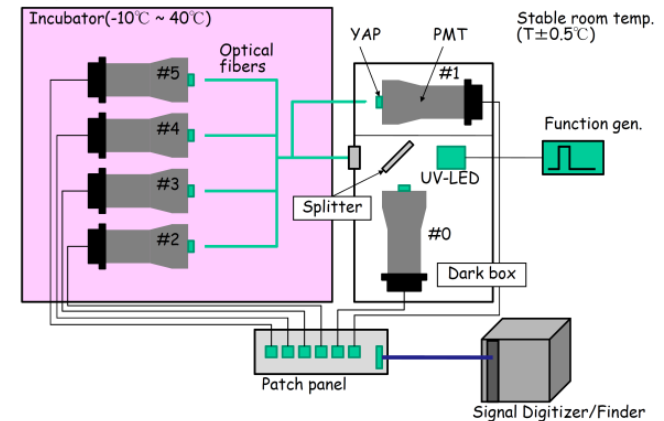 Incubator(-10℃ ~ 40℃)
Stable room temp.
(T±0.5℃)
Optical
fibers
YAP
PMT
#5
#1
#4
Function gen.
#3
UV-LED
Splitter
#2
#0
Dark box
Patch panel
Signal Digitizer/Finder